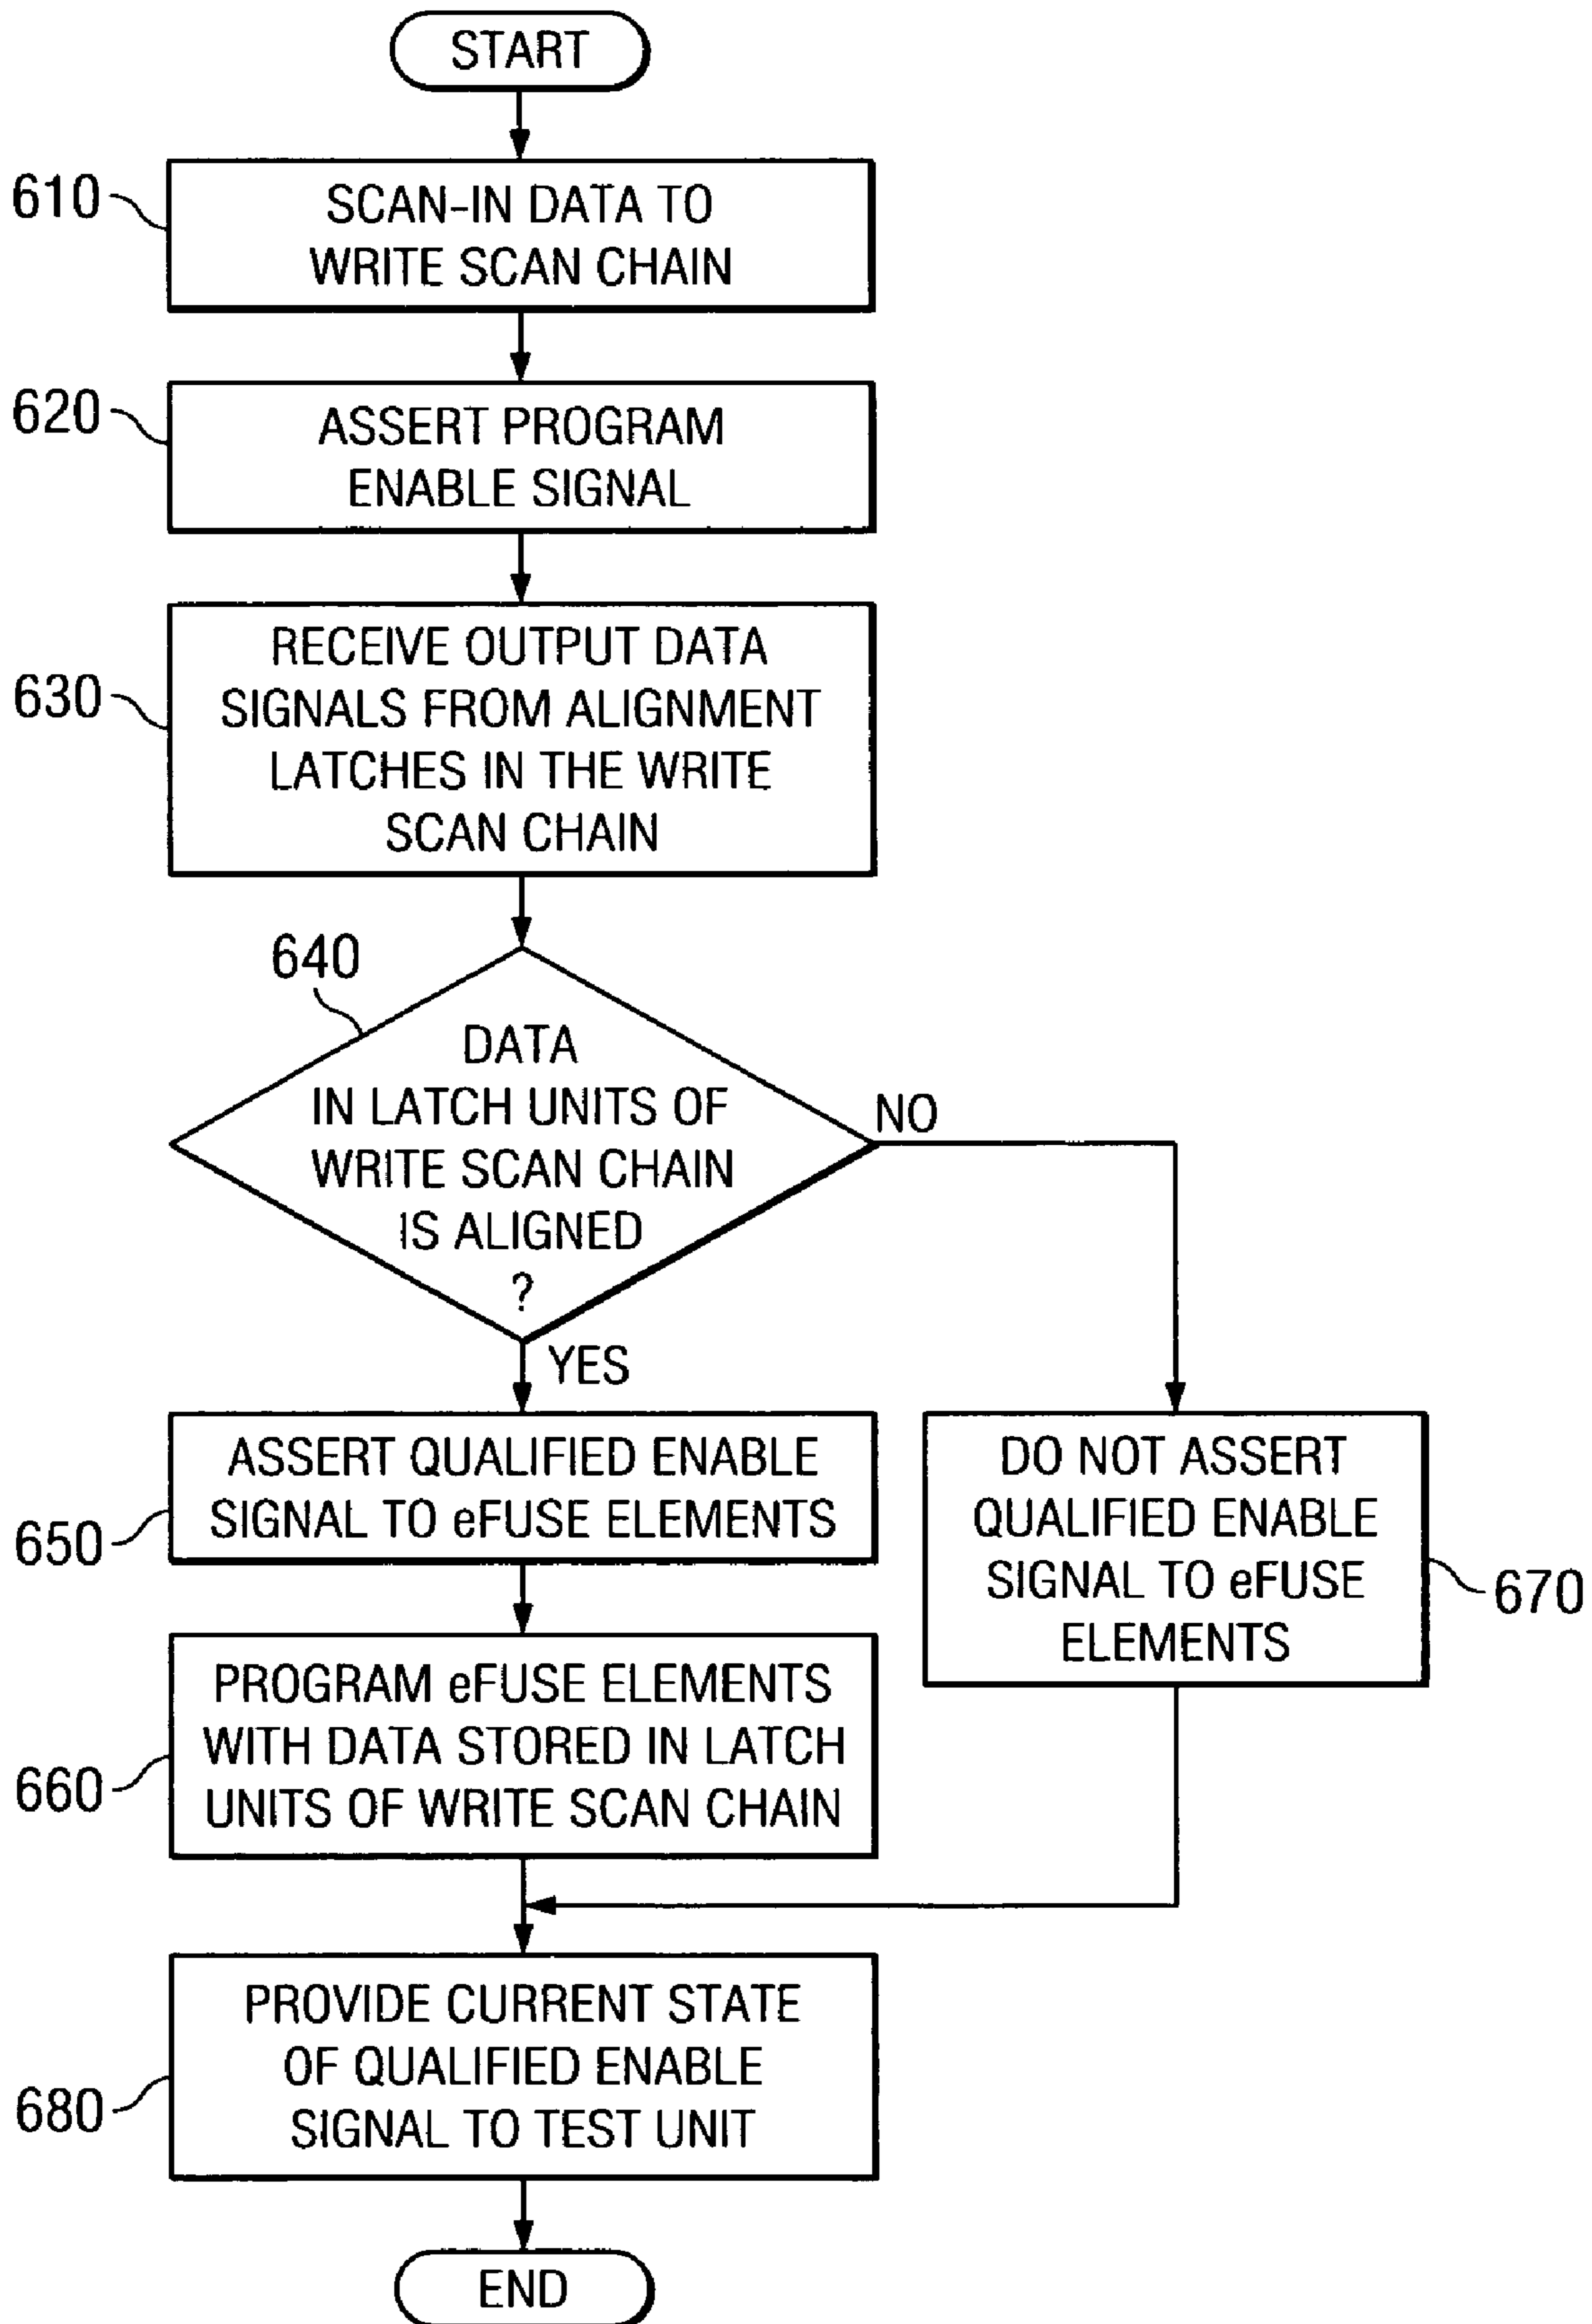 START
610
SCAN-IN DATA TO
WRITE SCAN CHAIN
620
ASSERT PROGRAM
ENABLE SIGNAL
630
RECEIVE OUTPUT DATA
SIGNALS FROM ALIGNMENT
LATCHES IN THE WRITE
SCAN CHAIN
640
DATA
IN LATCH UNITS OF
WRITE SCAN CHAIN
IS ALIGNED
?
NO
YES
650
ASSERT QUALIFIED ENABLE
SIGNAL TO eFUSE ELEMENTS
DO NOT ASSERT
QUALIFIED ENABLE
SIGNAL TO eFUSE
ELEMENTS
670
660
PROGRAM eFUSE ELEMENTS
WITH DATA STORED IN LATCH
UNITS OF WRITE SCAN CHAIN
680
PROVIDE CURRENT STATE
OF QUALIFIED ENABLE
SIGNAL TO TEST UNIT
END